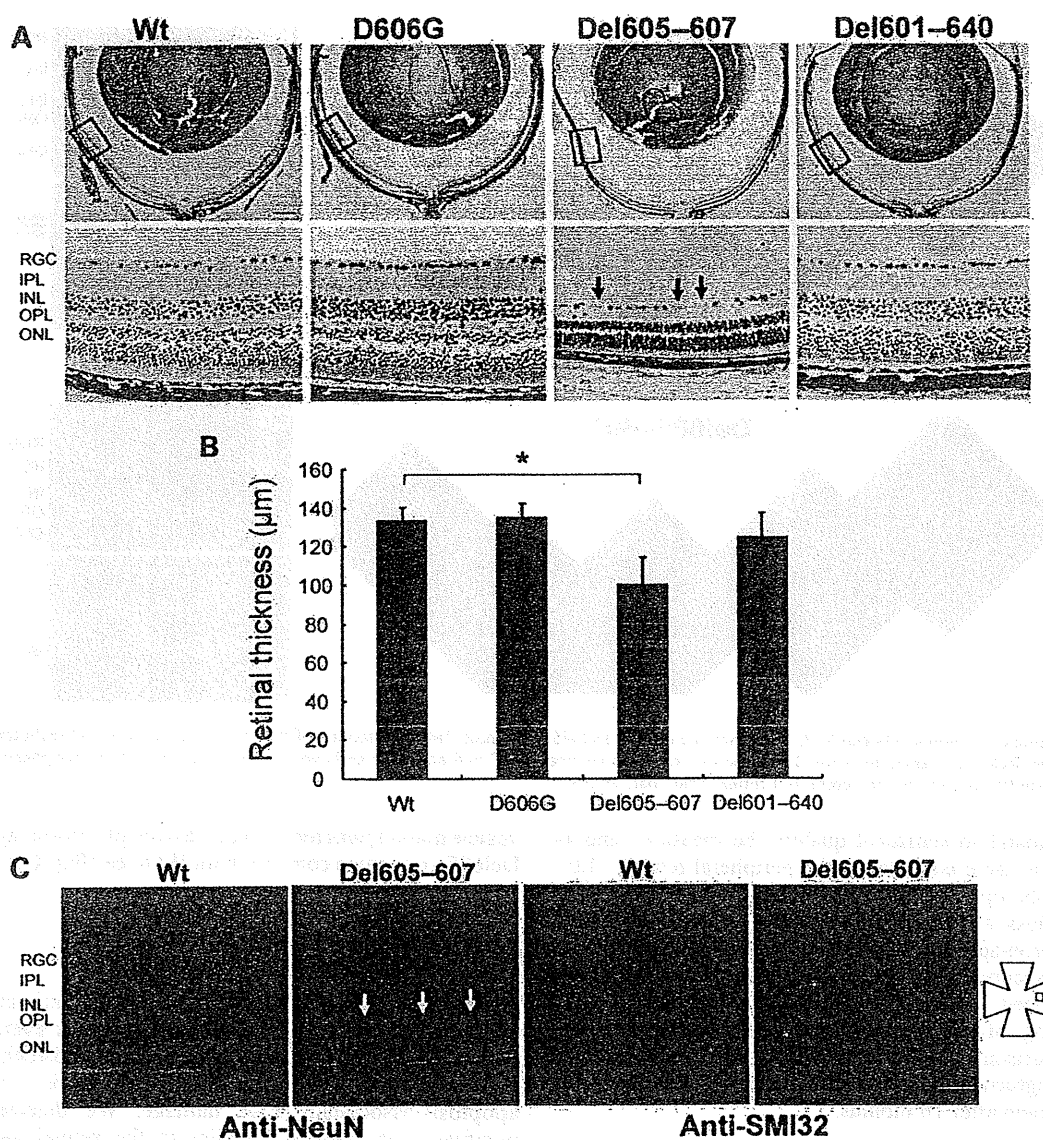 A
Wt D606G Del605–607 Del601–640
RGC
IPL
INL
OPL
ONL
B
*
Retinal thickness (µm)
160
140
120
100
80
60
40
20
0
Wt D606G Del605–607 Del601–640
C
Wt Del605–607 Wt Del605–607
RGC
IPL
INL
OPL
ONL
Anti-NeuN Anti-SMI32